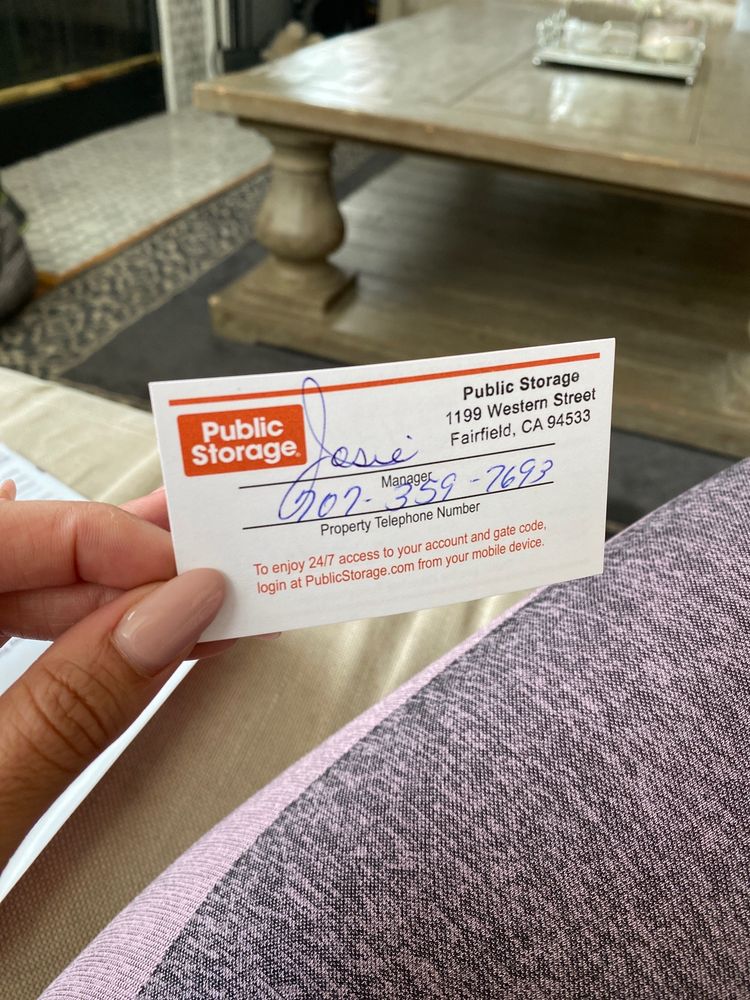 Public Storage
1199 Western Street
Fairfield, CA 94533
Public
Storage
Josie
Manager
707-359-7693
Property Telephone Number
To enjoy 24/7 access to your account and gate code,
login at PublicStorage.com from your mobile device.